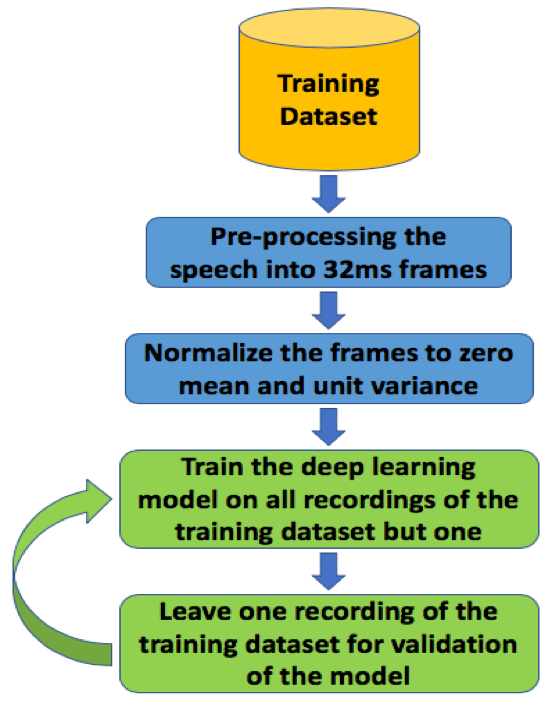 Training
Dataset
Pre-processing the
speech into 32ms frames
Normalize the frames to zero
mean and unit variance
Train the deep learning
model on all recordings of the
training dataset but one
Leave one recording of the
training dataset for validation
of the model